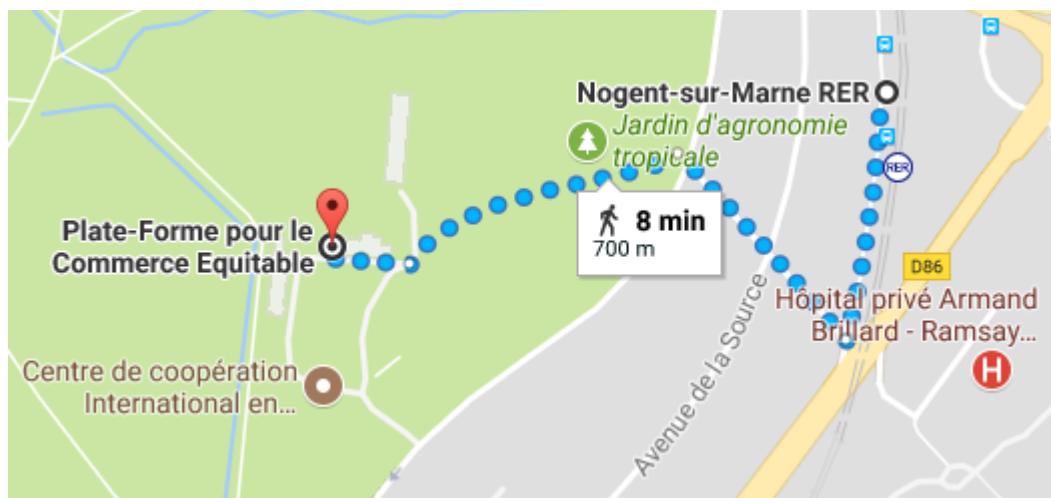 Nogent-sur-Marne RER
Jardin d'agronomie
tropicale
RER
8 min
700 m
Plate-Forme pour le
Commerce Equitable
D86
Hôpital privé Armand
Brillard - Ramsay…
H
Avenue de la Source
Centre de coopération
International en…